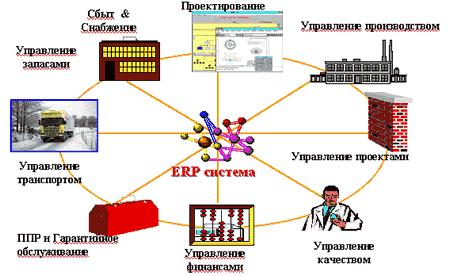 Сбыт &
Снабжение
Проектирование
Управление производством
Управление
запасами
ERP система
Управление проектами
Управление
транспортом
ППР и Гарантийное
обслуживание
Управление
финансами
Управление
качеством